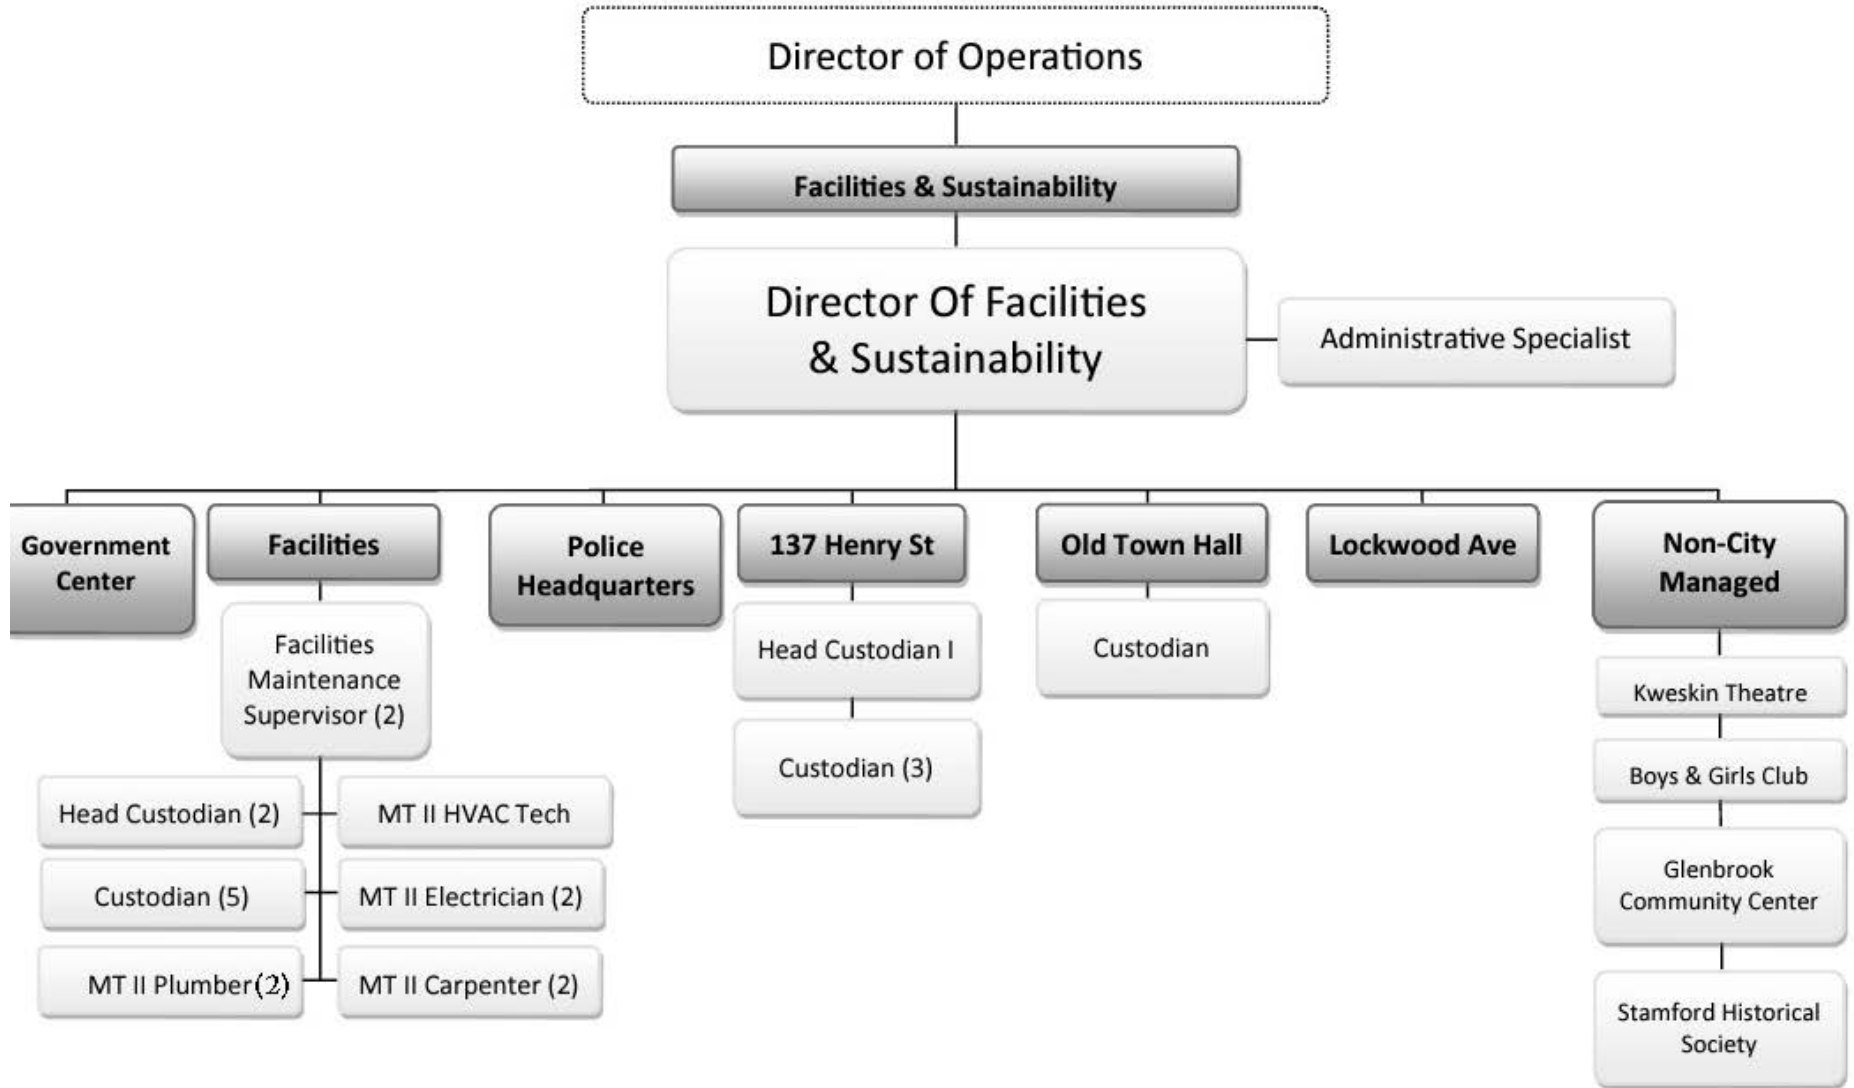 Director of Operations
Facilities & Sustainability
Director Of Facilities
& Sustainability
Administrative Specialist
Government
Center
Facilities
Police
Headquarters
137 Henry St
Old Town Hall
Lockwood Ave
Non-City
Managed
Facilities
Maintenance
Supervisor (2)
Head Custodian (2)
MT II HVAC Tech
Custodian (5)
MT II Electrician (2)
MT II Plumber(2)
MT II Carpenter (2)
Head Custodian I
Custodian (3)
Custodian
Kweskin Theatre
Boys & Girls Club
Glenbrook
Community Center
Stamford Historical
Society